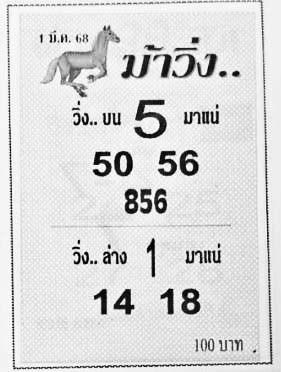 1 มี.ค. 68
ม้าวิ่ง..
วิ่ง.. บน 5 มาแน่
50 56
856
วิ่ง.. ล่าง 1 มาแน่
14 18
100 บาท